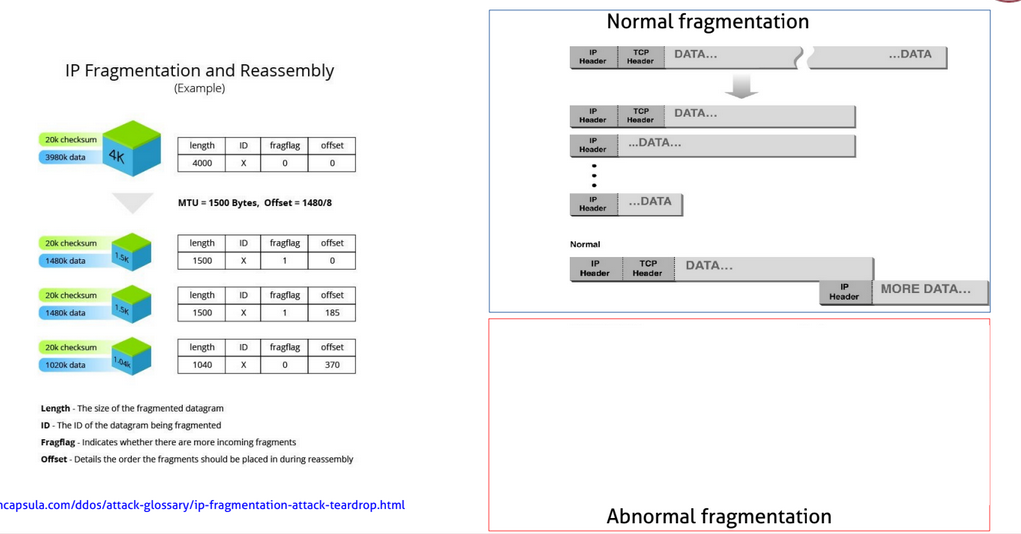 IP Fragmentation and Reassembly
(Example)
20k checksum
3980k data
4K
length ID fragflag offset
4000 X 0 0
MTU = 1500 Bytes, Offset = 1480/8
20k checksum
1480k data
1.5K
length ID fragflag offset
1500 X 1 0
20k checksum
1480k data
1.5K
length ID fragflag offset
1500 X 1 185
20k checksum
1020k data
1.04k
length ID fragflag offset
1040 X 0 370
Length - The size of the fragmented datagram
ID - The ID of the datagram being fragmented
Fragflag - Indicates whether there are more incoming fragments
Offset - Details the order the fragments should be placed in during reassembly
ncapsula.com/ddos/attack-glossary/ip-fragmentation-attack-teardrop.html
Normal fragmentation
IP Header TCP Header DATA... ...DATA
IP Header TCP Header DATA...
IP Header ...DATA...
IP Header ...DATA
Normal
IP Header TCP Header DATA...
IP Header MORE DATA...
Abnormal fragmentation